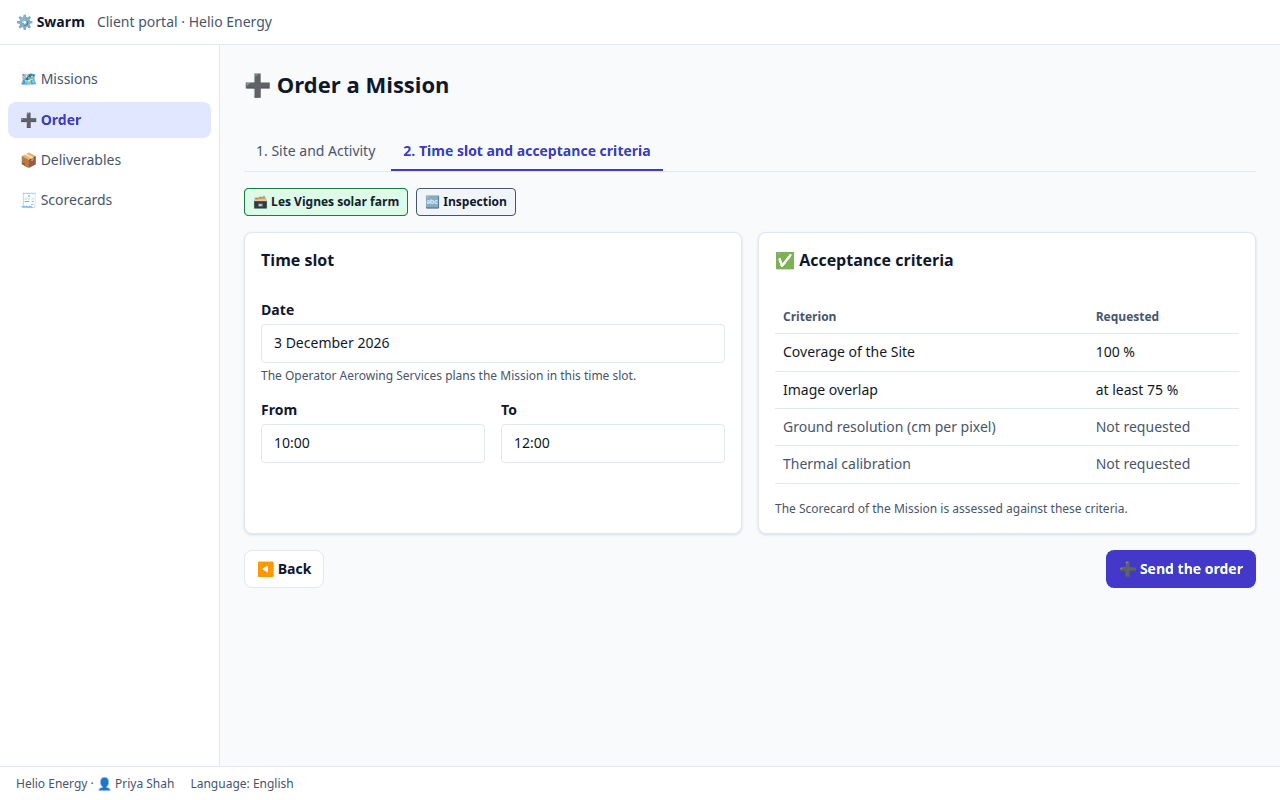 ⚙️ Swarm Client portal · Helio Energy
🗺️ Missions
➕ Order
📦 Deliverables
🧾 Scorecards
➕ Order a Mission
1. Site and Activity
2. Time slot and acceptance criteria
🗃️ Les Vignes solar farm
🔤 Inspection
Time slot
Date
3 December 2026
The Operator Aerowing Services plans the Mission in this time slot.
From To
10:00 12:00
✅ Acceptance criteria
Criterion Requested
Coverage of the Site 100 %
Image overlap at least 75 %
Ground resolution (cm per pixel) Not requested
Thermal calibration Not requested
The Scorecard of the Mission is assessed against these criteria.
◀️ Back
➕ Send the order
Helio Energy · 👤 Priya Shah Language: English